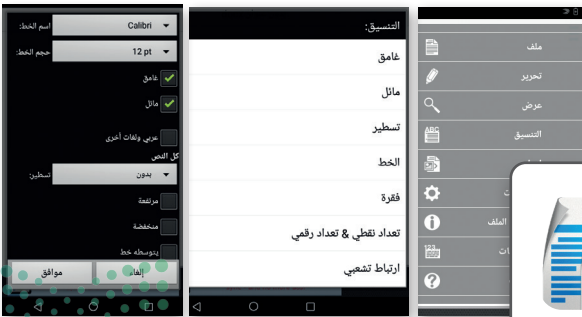 ملف
تحرير
عرض
التنسيق
ABC
الملف
123
التنسيق:
غامق
مائل
تسطير
الخط
فقرة
تعداد نقطي & تعداد رقمي
ارتباط تشعبي
اسم الخط:
Calibri
حجم الخط:
12 pt
غامق
مائل
عربي ولغات أخرى
كل النص
تسطير:
بدون
مرتفعة
منخفضة
يتوسطه خط
موافق
إلغاء